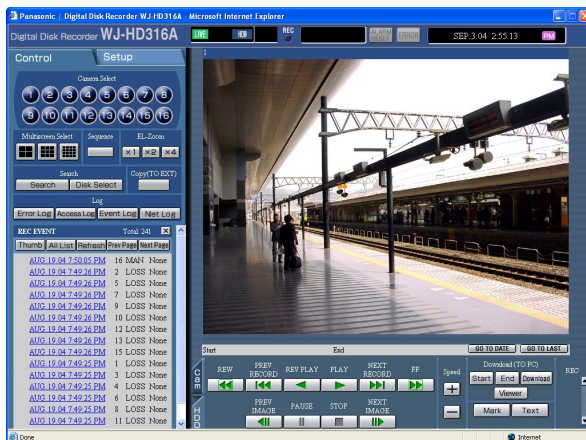 Panasonic | Digital Disk Recorder WJ-HD316A - Microsoft Internet Explorer
Digital Disk Recorder WJ-HD316A
LIVE HDD REC ALARM RESET ERROR SEP 3.04 2:55:13 PM
Control Setup
1
Camera Select
1 2 3 4 5 6 7 8
9 10 11 12 13 14 15 16
Multiscreen Select Sequence EL-Zoom
×1 ×2 ×4
Search Copy(TO EXT)
Search Disk Select
Log
Error Log Access Log Event Log Net Log
REC EVENT Total: 241 X
Thumb All List Refresh Prev Page Next Page
AUG.19.04 7:50:05 PM 16 MAN None
AUG.19.04 7:49:26 PM 2 LOSS None
AUG.19.04 7:49:26 PM 5 LOSS None
AUG.19.04 7:49:26 PM 7 LOSS None
AUG.19.04 7:49:26 PM 9 LOSS None
AUG.19.04 7:49:26 PM 10 LOSS None
AUG.19.04 7:49:26 PM 12 LOSS None
AUG.19.04 7:49:26 PM 13 LOSS None
AUG.19.04 7:49:26 PM 15 LOSS None
AUG.19.04 7:49:25 PM 1 LOSS None
AUG.19.04 7:49:25 PM 3 LOSS None
AUG.19.04 7:49:25 PM 4 LOSS None
AUG.19.04 7:49:25 PM 6 LOSS None
AUG.19.04 7:49:25 PM 8 LOSS None
AUG.19.04 7:49:25 PM 11 LOSS None
Start End GO TO DATE GO TO LAST
REW PREV RECORD REV PLAY PLAY NEXT RECORD FF
PREV IMAGE PAUSE STOP NEXT IMAGE
Speed
+
−
Download (TO PC)
Start End Download
Viewer
Mark Text
REC
HDD
Done
Internet